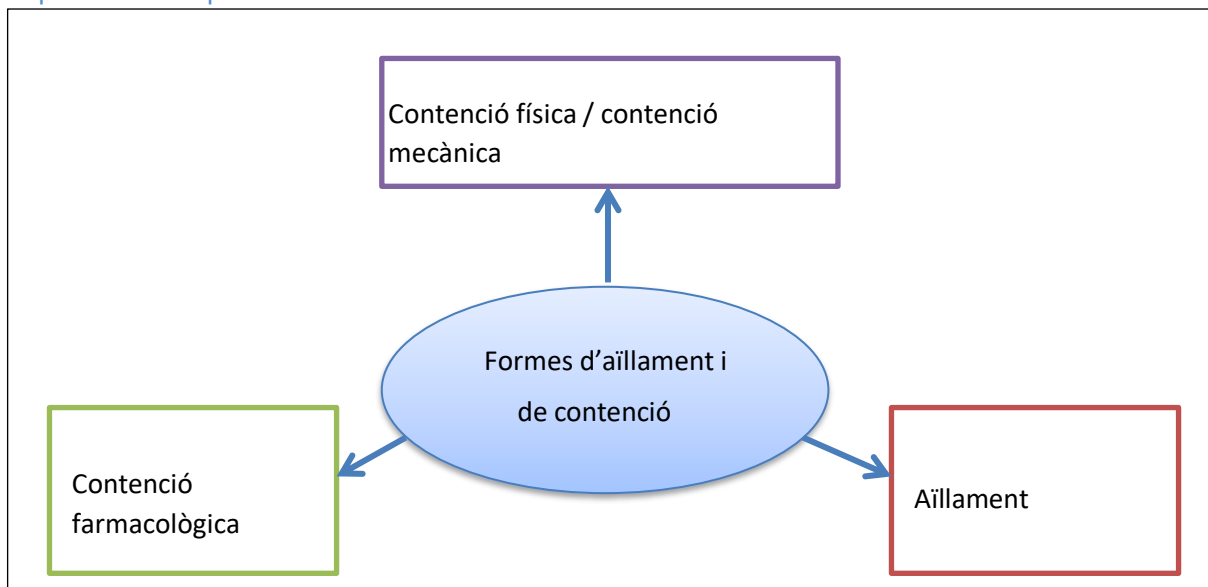 Contenció física / contenció
mecànica
Formes d’aïllament i
de contenció
Contenció
farmacològica
Aïllament